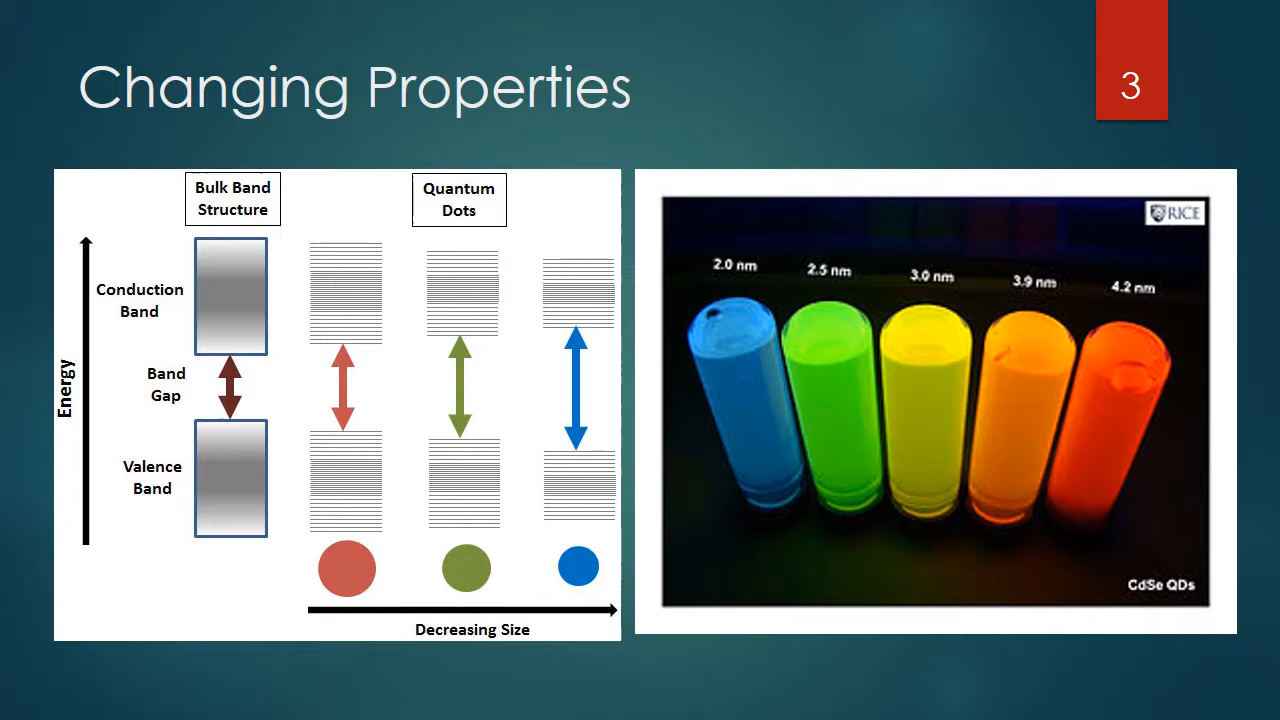 Changing Properties
3
Bulk Band
Structure
Quantum
Dots
Conduction
Band
Band
Gap
Energy
Valence
Band
Decreasing Size
RICE
2.0 nm
2.5 nm
3.0 nm
3.9 nm
4.2 nm
CdSe QDs